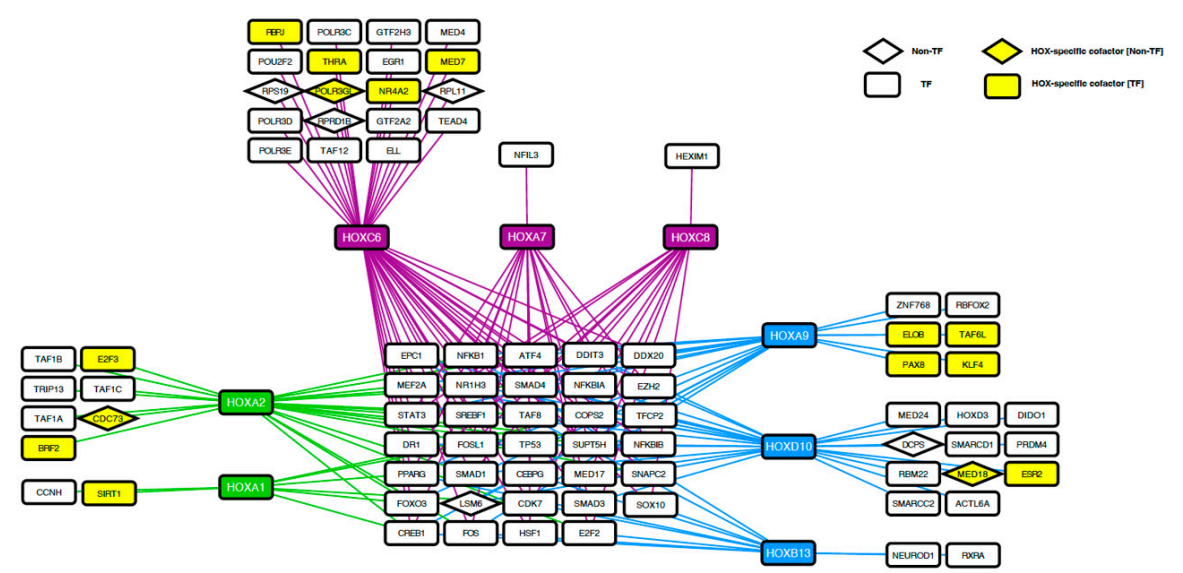 RBPJ POLR3C GTF2H3 MED4
POU2F2 THRA EGR1 MED7
RPS19 POLR3GL NR4A2 RPL11
POLR3D RPRD1B GTF2A2 TEAD4
POLR3E TAF12 ELL
Non-TF HOX-specific cofactor [Non-TF]
TF HOX-specific cofactor [TF]
NFIL3 HEXIM1
HOXC6 HOXA7 HOXC8
ZNF768 RBFOX2
HOXA9
ELOB TAF6L
PAX8 KLF4
EPC1 NFKB1 ATF4 DDIT3 DDX20
MEF2A NR1H3 SMAD4 NFKBIA EZH2
STAT3 SREBF1 TAF8 COPS2 TFCP2
DR1 FOSL1 TP53 SUPT5H NFKBIB
PPARG SMAD1 CEBPG MED17 SNAPC2
FOXO3 LSM6 CDK7 SMAD3 SOX10
CREB1 FOS HSF1 E2F2
TAF1B E2F3
TRIP13 TAF1C
HOXA2
TAF1A CDC73
BRF2
HOXA1
CCNH SIRT1
MED24 HOXD3 DIDO1
HOXD10
DCPS SMARCD1 PRDM4
RBM22 MED18 ESR2
SMARCC2 ACTL6A
HOXB13
NEUROD1 RXRA